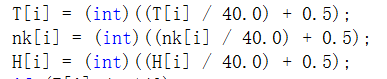 T[i] = (int)((T[i] / 40.0) + 0.5);
nk[i] = (int)((nk[i] / 40.0) + 0.5);
H[i] = (int)((H[i] / 40.0) + 0.5);